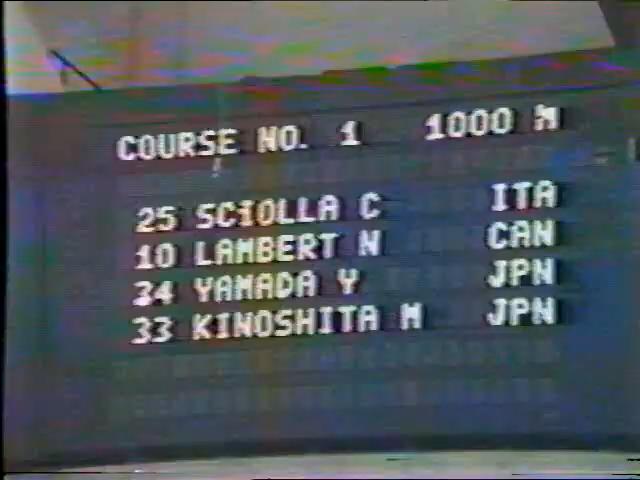 COURSE NO. 1 1000 M
25 SCIOLLA C ITA
10 LAMBERT N CAN
34 YAMADA Y JPN
33 KINOSHITA M JPN